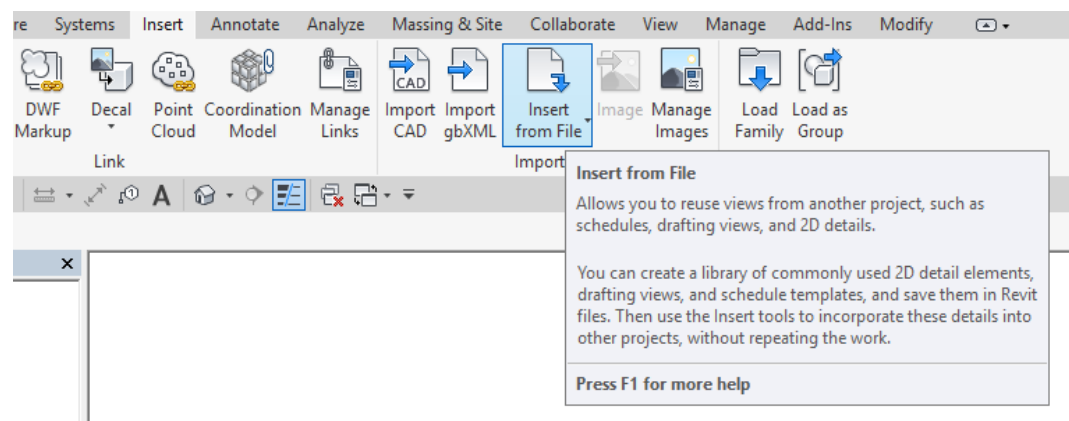 re Systems Insert Annotate Analyze Massing & Site Collaborate View Manage Add-Ins Modify
DWF Markup
Decal
Point Cloud
Coordination Model
Manage Links
CAD
Import CAD
Import gbXML
Insert from File
Image
Manage Images
Load Family
Load as Group
Link
Import
1
A
Insert from File
Allows you to reuse views from another project, such as
schedules, drafting views, and 2D details.
You can create a library of commonly used 2D detail elements,
drafting views, and schedule templates, and save them in Revit
files. Then use the Insert tools to incorporate these details into
other projects, without repeating the work.
Press F1 for more help